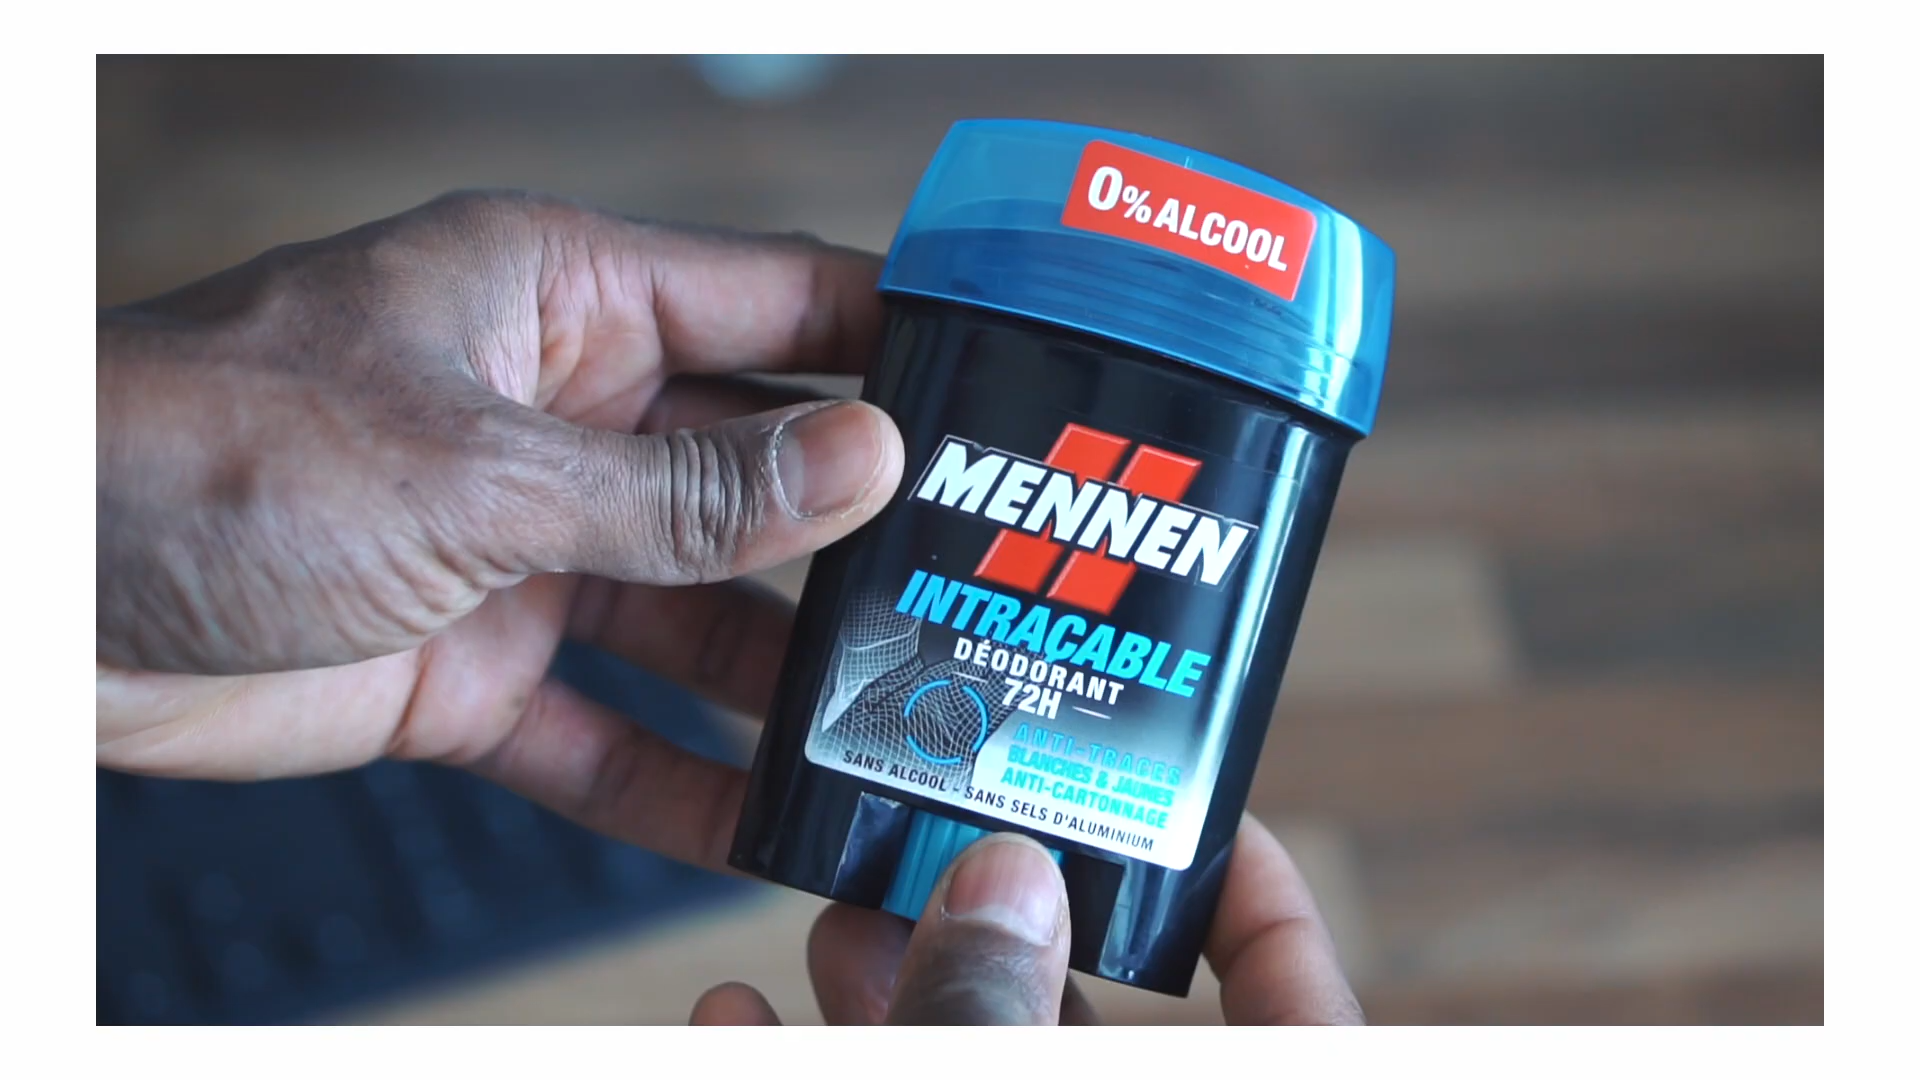 0% ALCOOL
MENNEN
INTRAÇABLE
DÉODORANT
72H
ANTI-TRACES
BLANCHES & JAUNES
ANTI-CARTONNAGE
SANS ALCOOL - SANS SELS D'ALUMINIUM